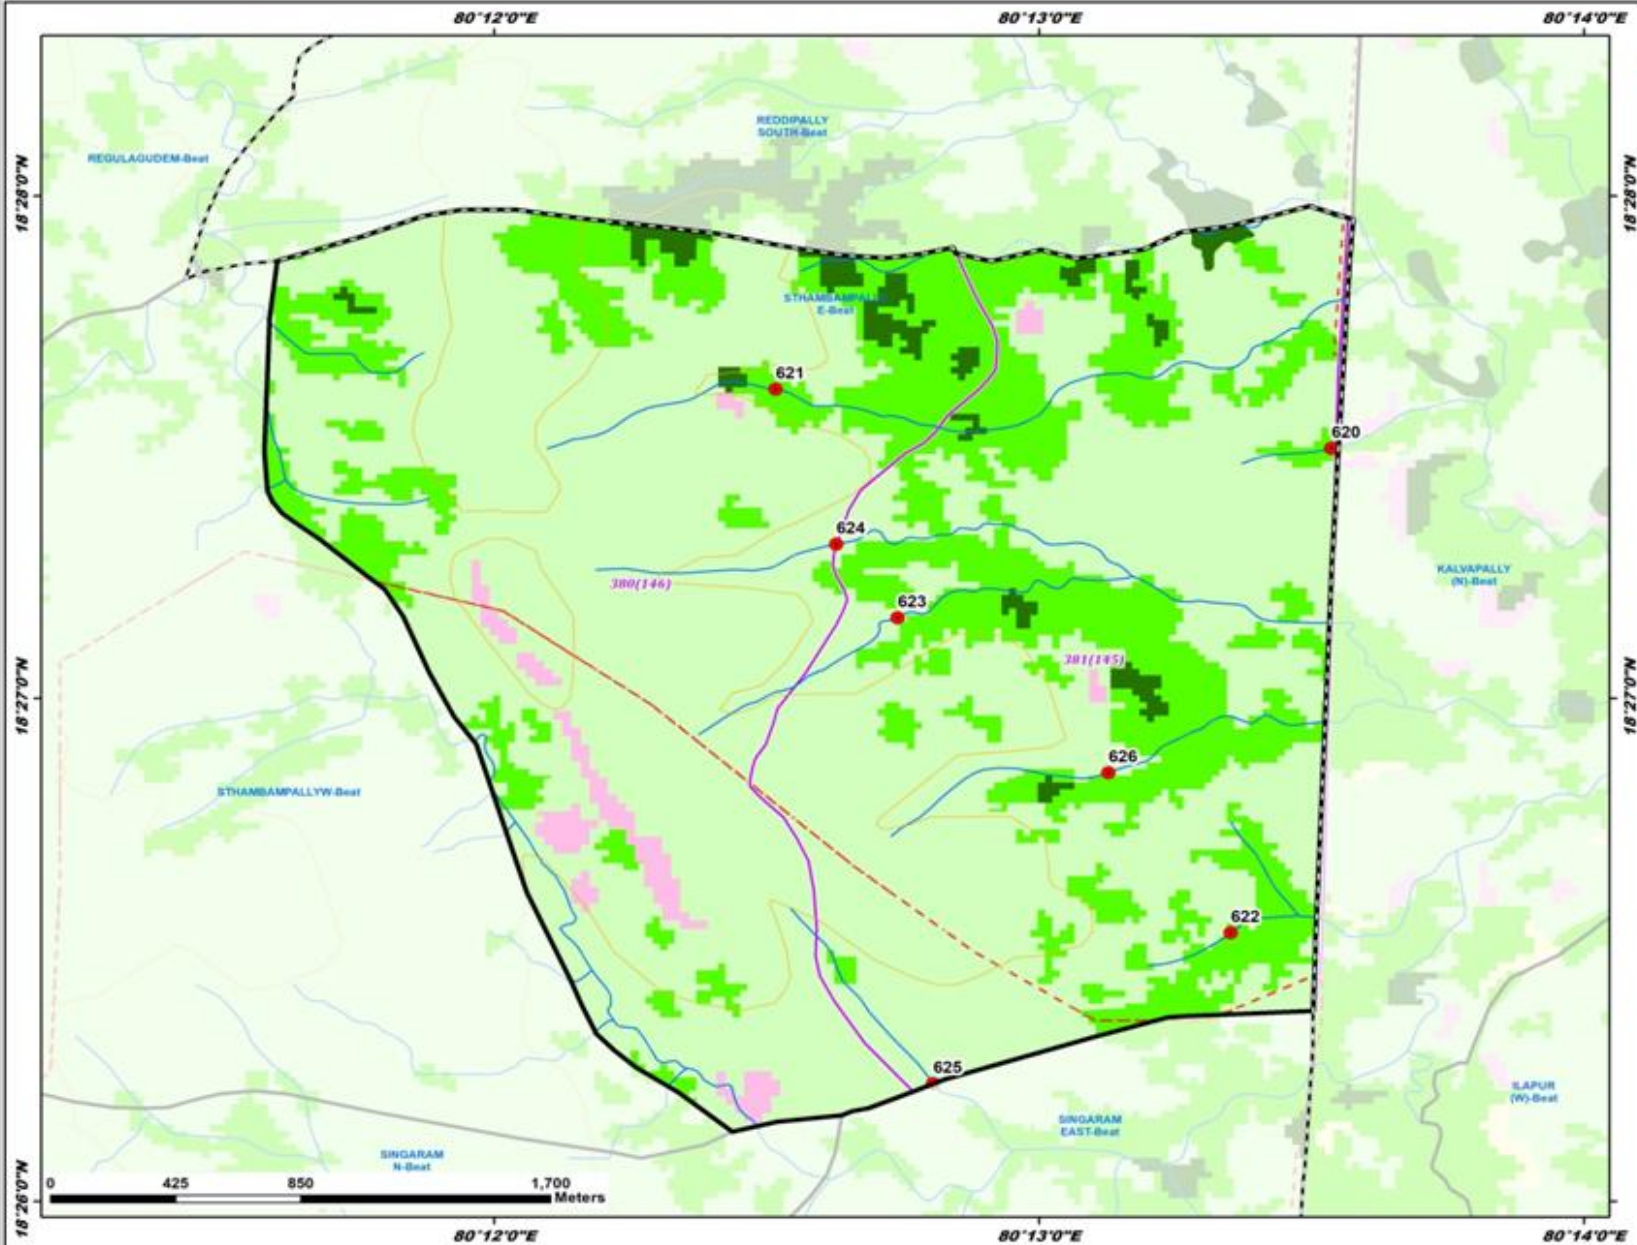 80°12'0"E 80°13'0"E 80°14'0"E
REDDIPALLY
SOUTH-Beat
REGULAGUDEM-Beat
18°28'0"N 18°28'0"N
STHAMBAMPALLY
E-Beat
621
620
624
380(146)
KALVAPALLY
(N)-Beat
623
381(145)
18°27'0"N 18°27'0"N
626
STHAMBAMPALLYW-Beat
622
625
ILAPUR
(W)-Beat
SINGARAM
EAST-Beat
SINGARAM
N-Beat
0 425 850 1,700
Meters
18°26'0"N
80°12'0"E 80°13'0"E 80°14'0"E